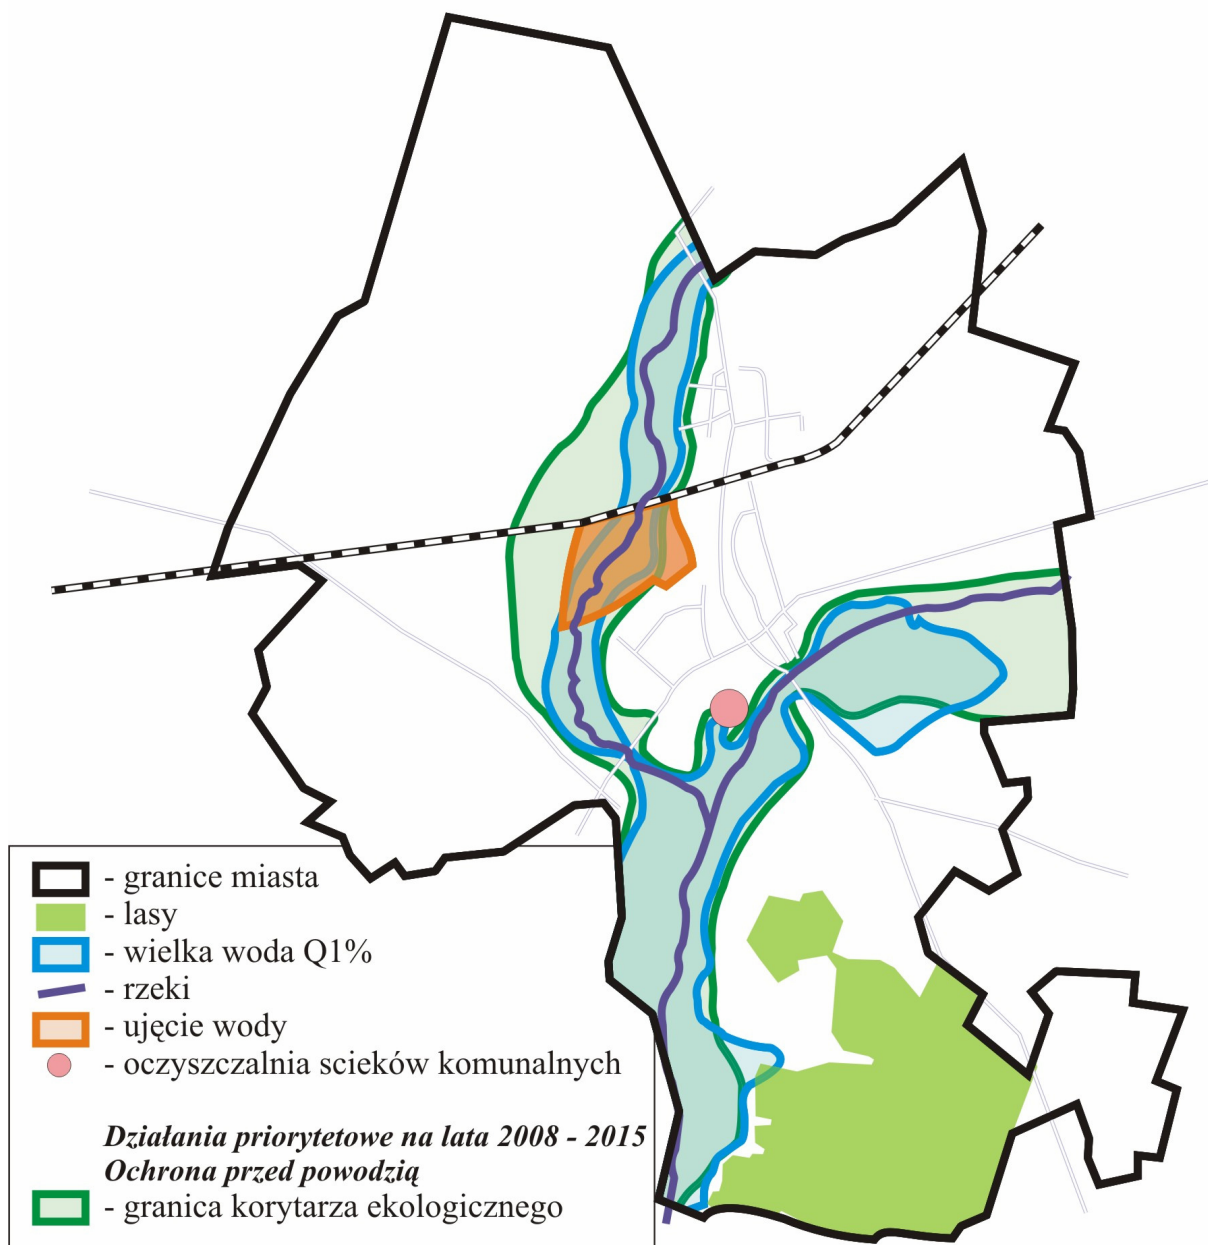 - granice miasta
- lasy
- wielka woda Q1%
- rzeki
- ujęcie wody
- oczyszczalnia scieków komunalnych
Działania priorytetowe na lata 2008 - 2015
Ochrona przed powodzią
- granica korytarza ekologicznego